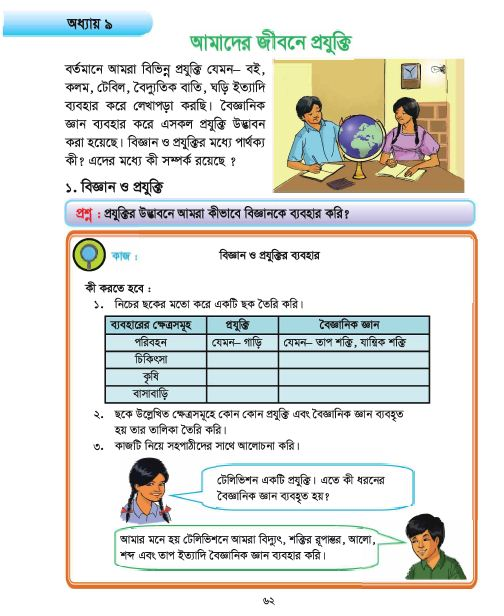 অধ্যায় ৯
আমাদের জীবনে প্রযুক্তি
বর্তমানে আমরা বিভিন্ন প্রযুক্তি যেমন– বই,
কলম, টেবিল, বৈদ্যুতিক বাতি, ঘড়ি ইত্যাদি
ব্যবহার করে লেখাপড়া করছি। বৈজ্ঞানিক
জ্ঞান ব্যবহার করে এসকল প্রযুক্তি উদ্ভাবন
করা হয়েছে। বিজ্ঞান ও প্রযুক্তির মধ্যে পার্থক্য
কী? এদের মধ্যে কী সম্পর্ক রয়েছে ?
১. বিজ্ঞান ও প্রযুক্তি
প্রশ্ন : প্রযুক্তির উদ্ভাবনে আমরা কীভাবে বিজ্ঞানকে ব্যবহার করি?
কাজ : বিজ্ঞান ও প্রযুক্তির ব্যবহার
কী করতে হবে :
১. নিচের ছকের মতো করে একটি ছক তৈরি করি।
ব্যবহারের ক্ষেত্রসমূহ প্রযুক্তি বৈজ্ঞানিক জ্ঞান
পরিবহন যেমন– গাড়ি যেমন– তাপ শক্তি, যান্ত্রিক শক্তি
চিকিৎসা
কৃষি
বাসাবাড়ি
২. ছকে উল্লেখিত ক্ষেত্রসমূহে কোন কোন প্রযুক্তি এবং বৈজ্ঞানিক জ্ঞান ব্যবহৃত
হয় তার তালিকা তৈরি করি।
৩. কাজটি নিয়ে সহপাঠীদের সাথে আলোচনা করি।
টেলিভিশন একটি প্রযুক্তি। এতে কী ধরনের
বৈজ্ঞানিক জ্ঞান ব্যবহৃত হয়?
আমার মনে হয় টেলিভিশনে আমরা বিদ্যুৎ, শক্তির রূপান্তর, আলো,
শব্দ এবং তাপ ইত্যাদি বৈজ্ঞানিক জ্ঞান ব্যবহার করি।
৬২